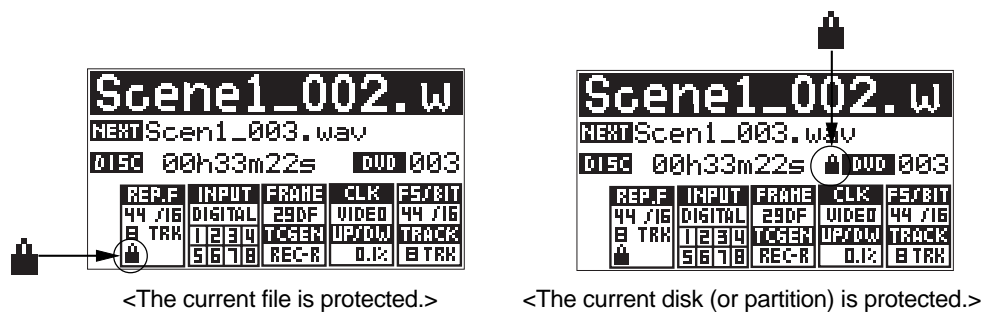 Scene1_002.w
NEXT Scen1_003.wav
DISC 00h33m22s DVD 003
REP.F INPUT FRAME CLK FS/BIT
44 /16 DIGITAL 29DF VIDEO 44 /16
8 TRK 1 2 3 4 TCGEN UP/DW TRACK
5 6 7 8 REC-R 0.1% 8 TRK
<The current file is protected.>
Scene1_002.w
NEXT Scen1_003.wav
DISC 00h33m22s DVD 003
REP.F INPUT FRAME CLK FS/BIT
44 /16 DIGITAL 29DF VIDEO 44 /16
8 TRK 1 2 3 4 TCGEN UP/DW TRACK
5 6 7 8 REC-R 0.1% 8 TRK
<The current disk (or partition) is protected.>